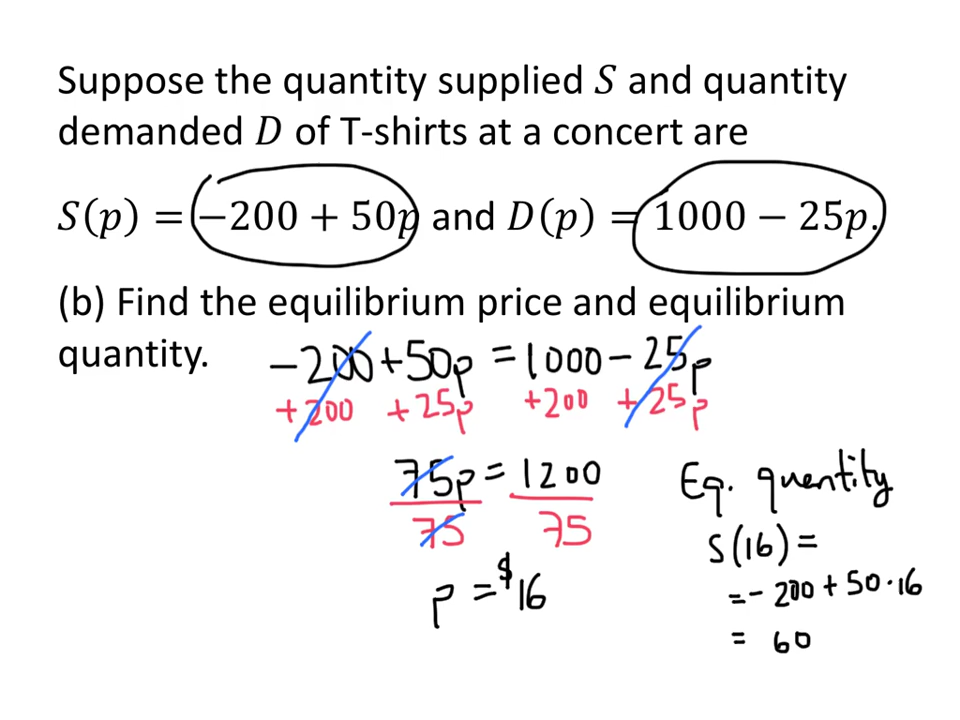 Suppose the quantity supplied S and quantity
demanded D of T-shirts at a concert are
S(p) = −200 + 50p and D(p) = 1000 − 25p.
(b) Find the equilibrium price and equilibrium
quantity.
−200 + 50p = 1000 − 25p
+200 +25p +200 +25p
75p = 1200
75 75
p = $16
Eq. quentity
S(16) =
= − 200 + 50 · 16
= 60